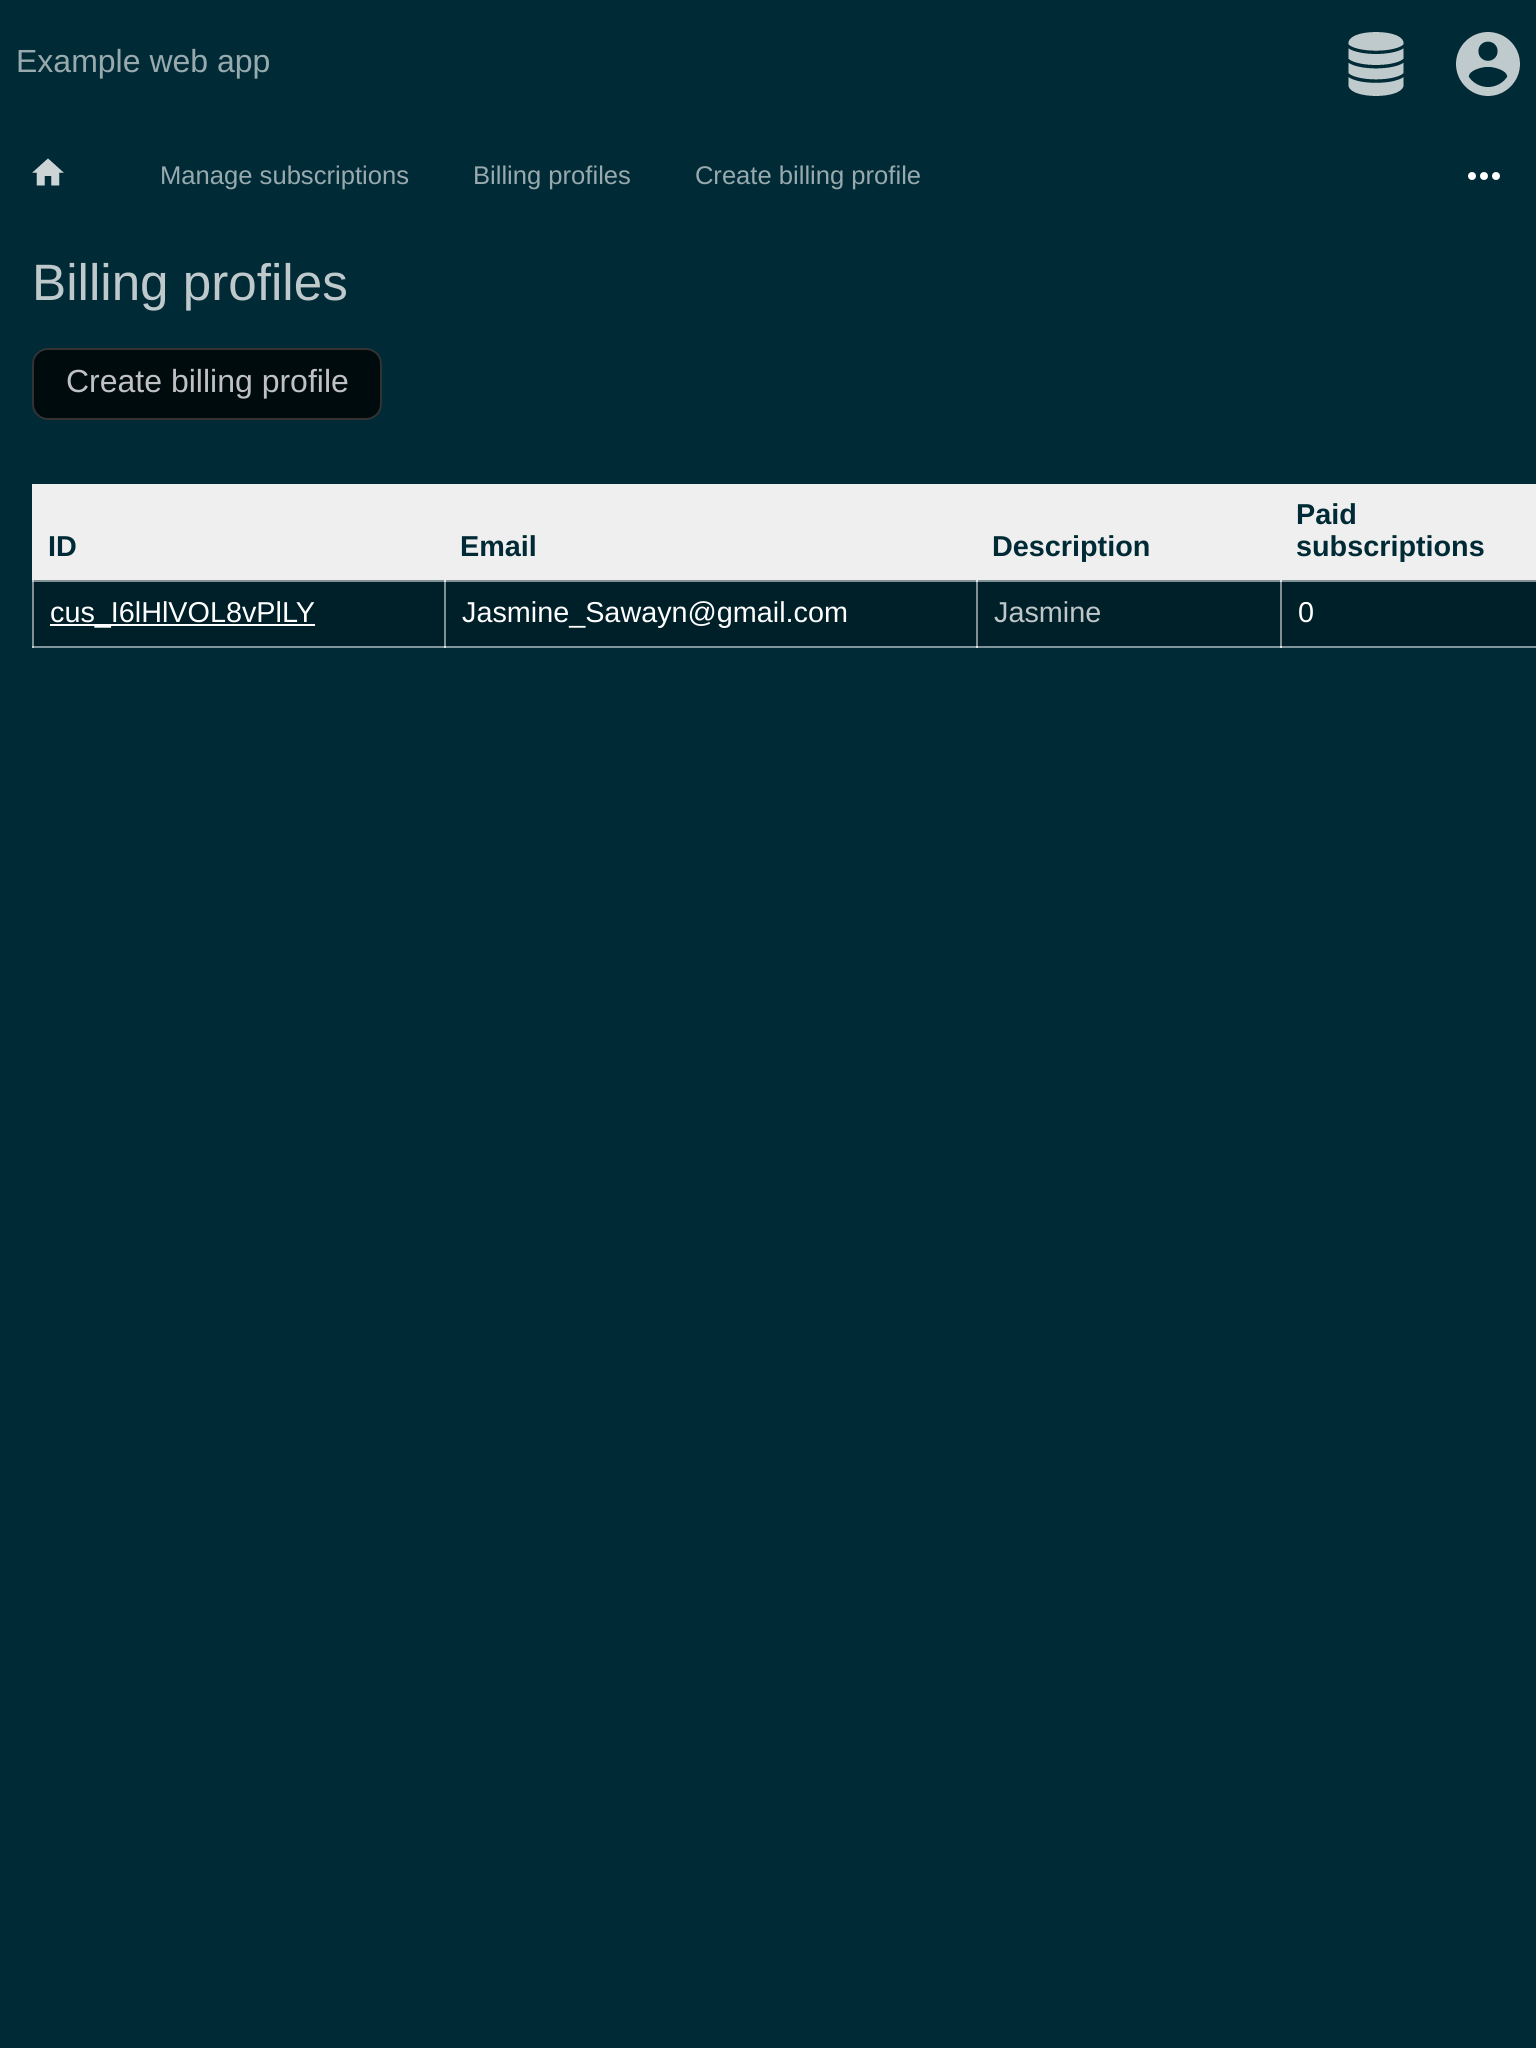 Example web app
Manage subscriptions Billing profiles Create billing profile
Billing profiles
Create billing profile
ID Email Description Paid subscriptions
cus_I6lHlVOL8vPlLY Jasmine_Sawayn@gmail.com Jasmine 0